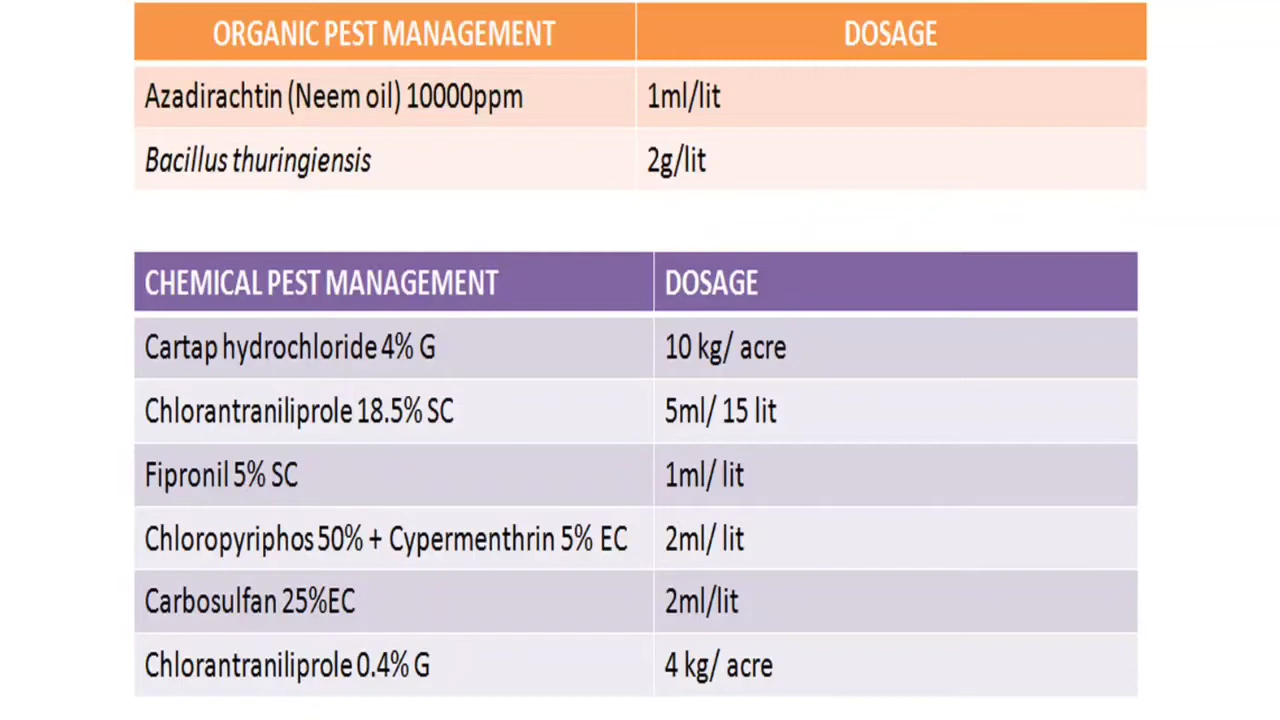 ORGANIC PEST MANAGEMENT DOSAGE
Azadirachtin (Neem oil) 10000ppm 1ml/lit
Bacillus thuringiensis 2g/lit
CHEMICAL PEST MANAGEMENT DOSAGE
Cartap hydrochloride 4% G 10 kg/ acre
Chlorantraniliprole 18.5% SC 5ml/ 15 lit
Fipronil 5% SC 1ml/ lit
Chloropyriphos 50% + Cypermenthrin 5% EC 2ml/ lit
Carbosulfan 25%EC 2ml/lit
Chlorantraniliprole 0.4% G 4 kg/ acre